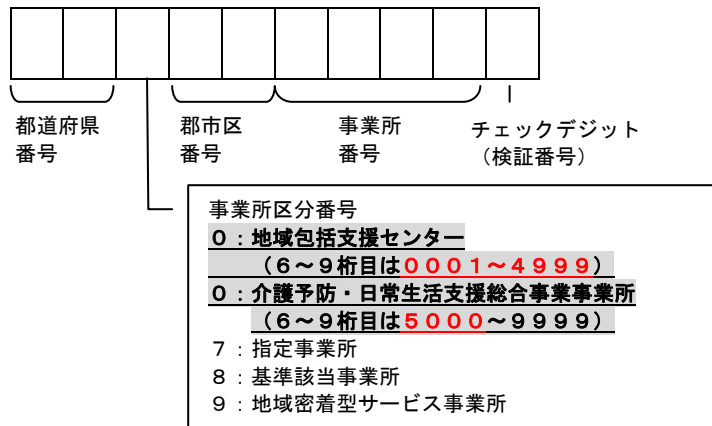 都道府県
番号
郡市区
番号
事業所
番号
チェックデジット
（検証番号）
事業所区分番号
０：地域包括支援センター
（６～９桁目は０００１～４９９９）
０：介護予防・日常生活支援総合事業事業所
（６～９桁目は５０００～９９９９）
７：指定事業所
８：基準該当事業所
９：地域密着型サービス事業所